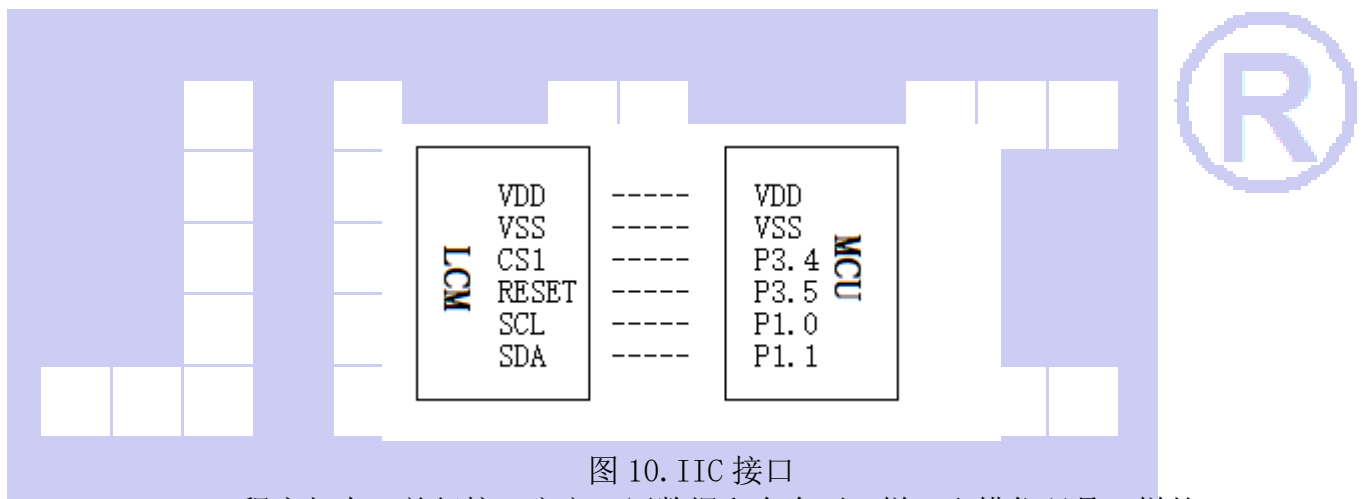 VDD ----- VDD
VSS ----- VSS
CS1 ----- P3.4
RESET ----- P3.5
SCL ----- P1.0
SDA ----- P1.1
LCM
MCU
图 10.IIC 接口
R